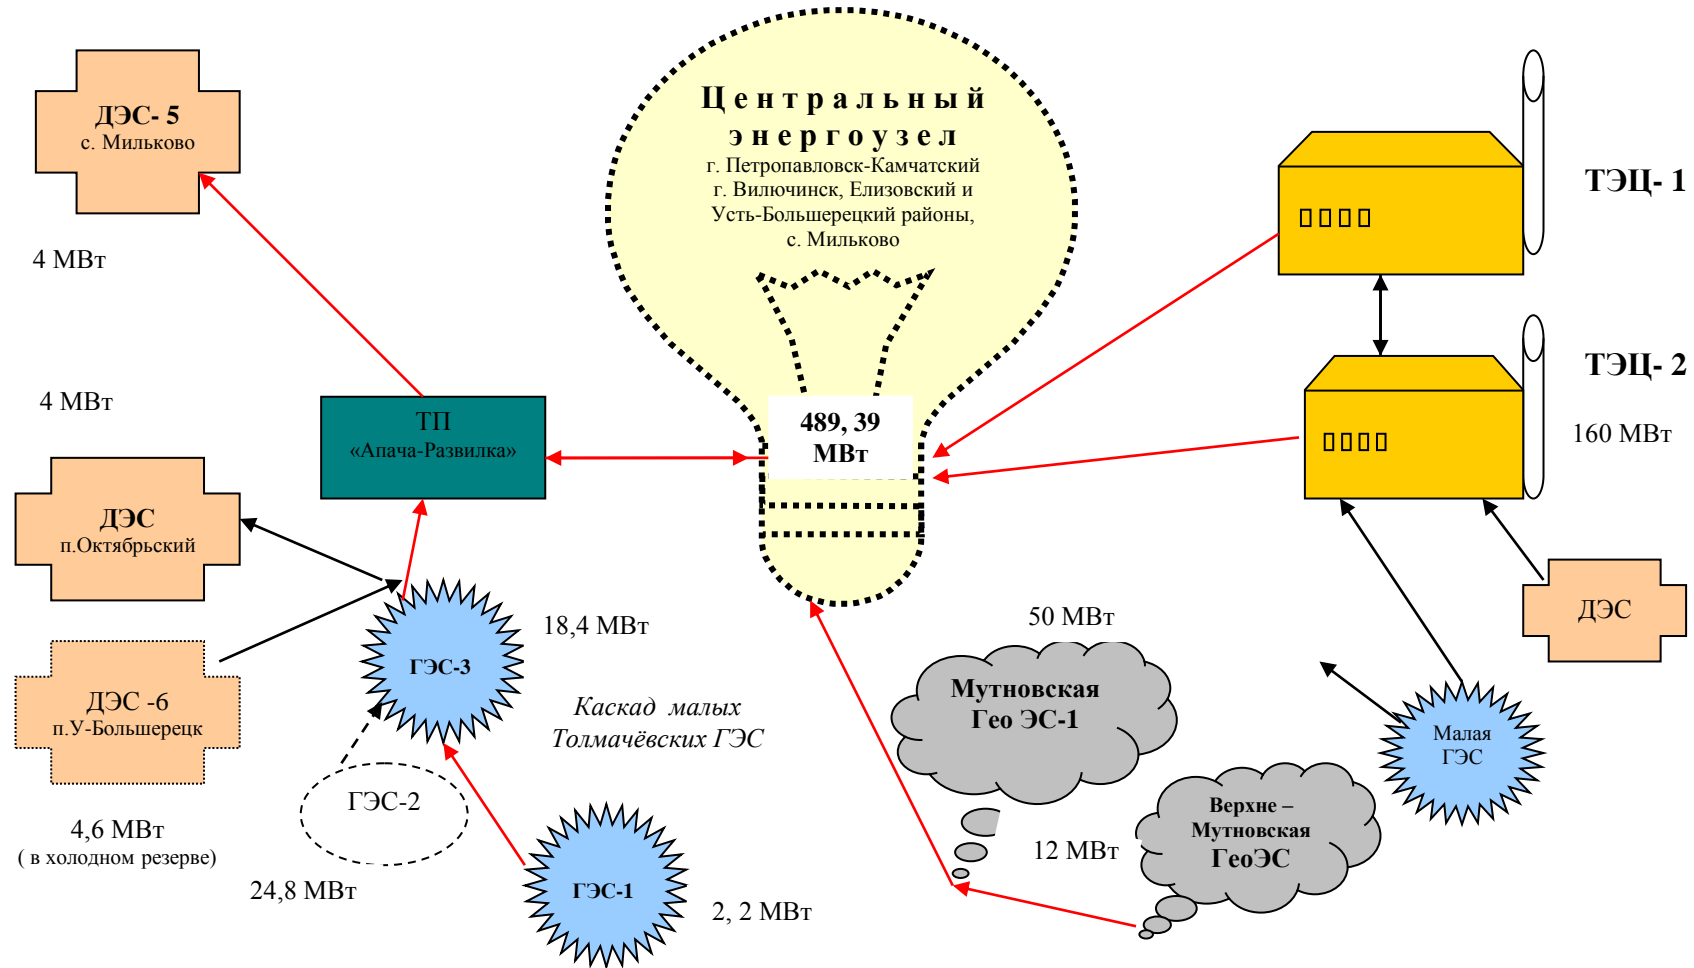 Ц е н т р а л ь н ы й
э н е р г о у з е л
г. Петропавловск-Камчатский
г. Вилючинск, Елизовский и
Усть-Большерецкий районы,
с. Мильково
489, 39
МВт
ДЭС- 5
с. Мильково
4 МВт
4 МВт
ДЭС
п.Октябрьский
ДЭС -6
п.У-Большерецк
4,6 МВт
( в холодном резерве)
ТП
«Апача-Развилка»
ГЭС-3
18,4 МВт
Каскад малых
Толмачёвских ГЭС
ГЭС-2
24,8 МВт
ГЭС-1
2, 2 МВт
50 МВт
Мутновская
Гео ЭС-1
12 МВт
Верхне –
Мутновская
ГеоЭС
ТЭЦ- 1
ТЭЦ- 2
160 МВт
ДЭС
Малая
ГЭС